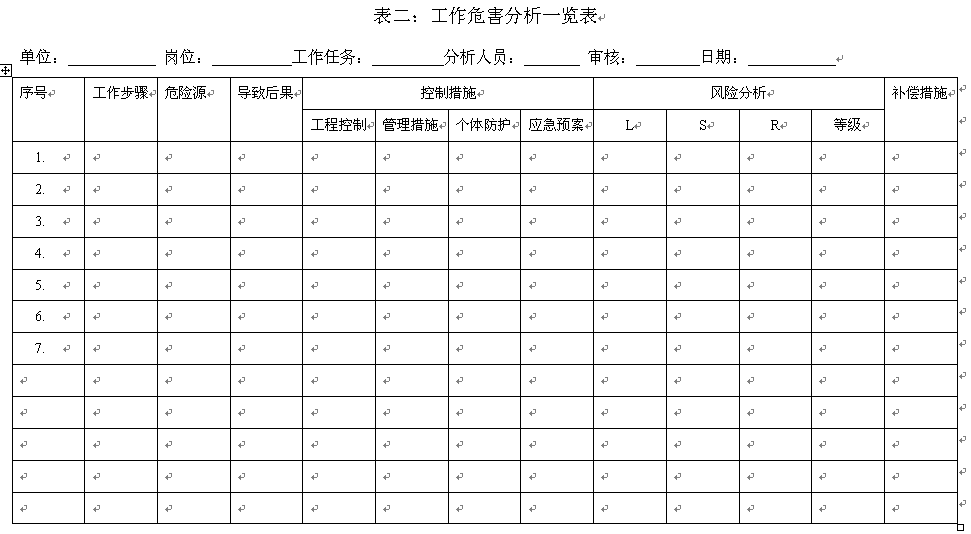 表二：工作危害分析一览表
单位：__________ 岗位：_________工作任务：________分析人员：______ 审核：_______日期：__________
序号 工作步骤 危险源 导致后果 控制措施 风险分析 补偿措施
工程控制 管理措施 个体防护 应急预案 L S R 等级
1.
2.
3.
4.
5.
6.
7.